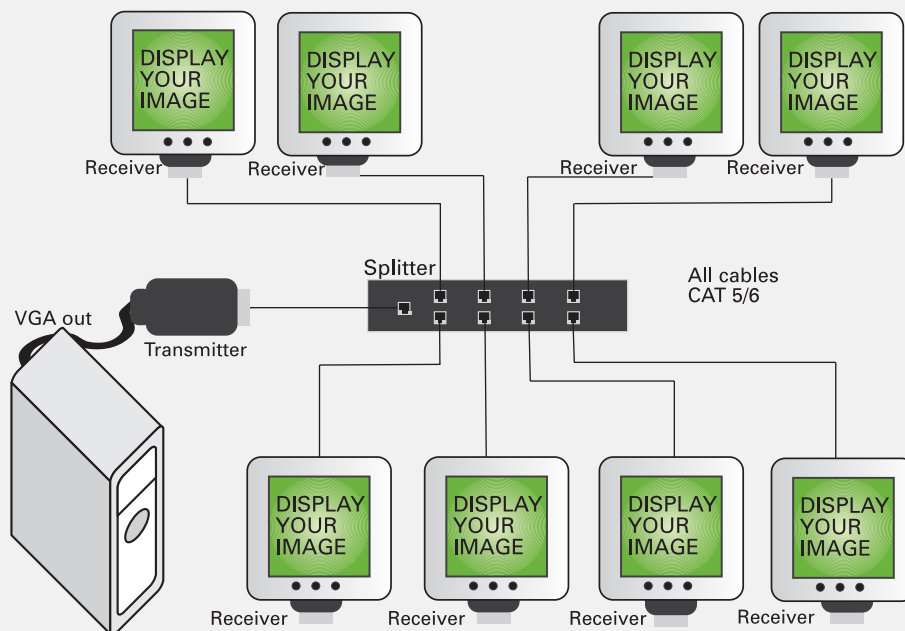 DISPLAY
YOUR
IMAGE
DISPLAY
YOUR
IMAGE
DISPLAY
YOUR
IMAGE
DISPLAY
YOUR
IMAGE
Receiver
Receiver
Receiver
Receiver
Splitter
All cables
CAT 5/6
VGA out
Transmitter
DISPLAY
YOUR
IMAGE
DISPLAY
YOUR
IMAGE
DISPLAY
YOUR
IMAGE
DISPLAY
YOUR
IMAGE
Receiver
Receiver
Receiver
Receiver